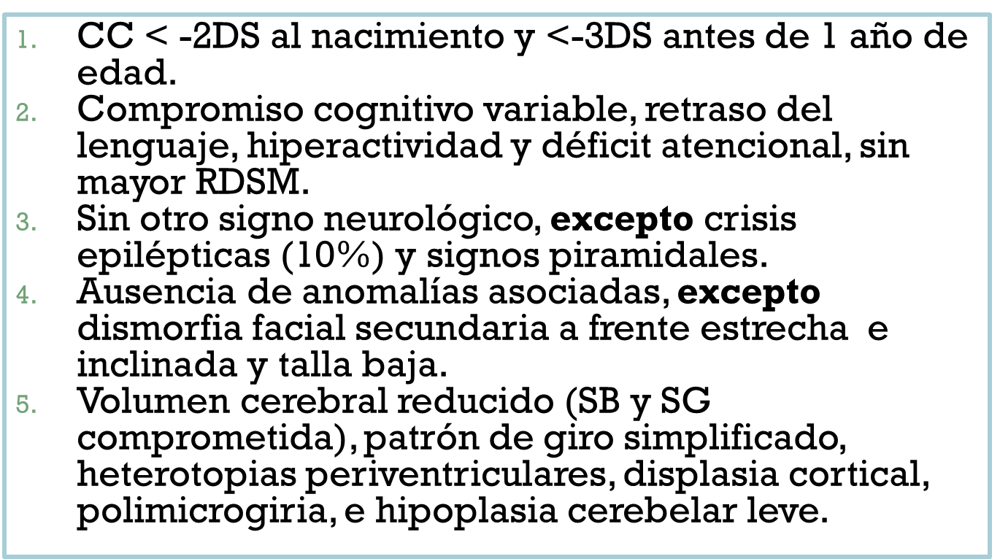 1. CC < -2DS al nacimiento y <-3DS antes de 1 año de
edad.
2. Compromiso cognitivo variable, retraso del
lenguaje, hiperactividad y déficit atencional, sin
mayor RDSM.
3. Sin otro signo neurológico, excepto crisis
epilépticas (10%) y signos piramidales.
4. Ausencia de anomalías asociadas, excepto
dismorfia facial secundaria a frente estrecha  e
inclinada y talla baja.
5. Volumen cerebral reducido (SB y SG
comprometida), patrón de giro simplificado,
heterotopias periventriculares, displasia cortical,
polimicrogiria, e hipoplasia cerebelar leve.